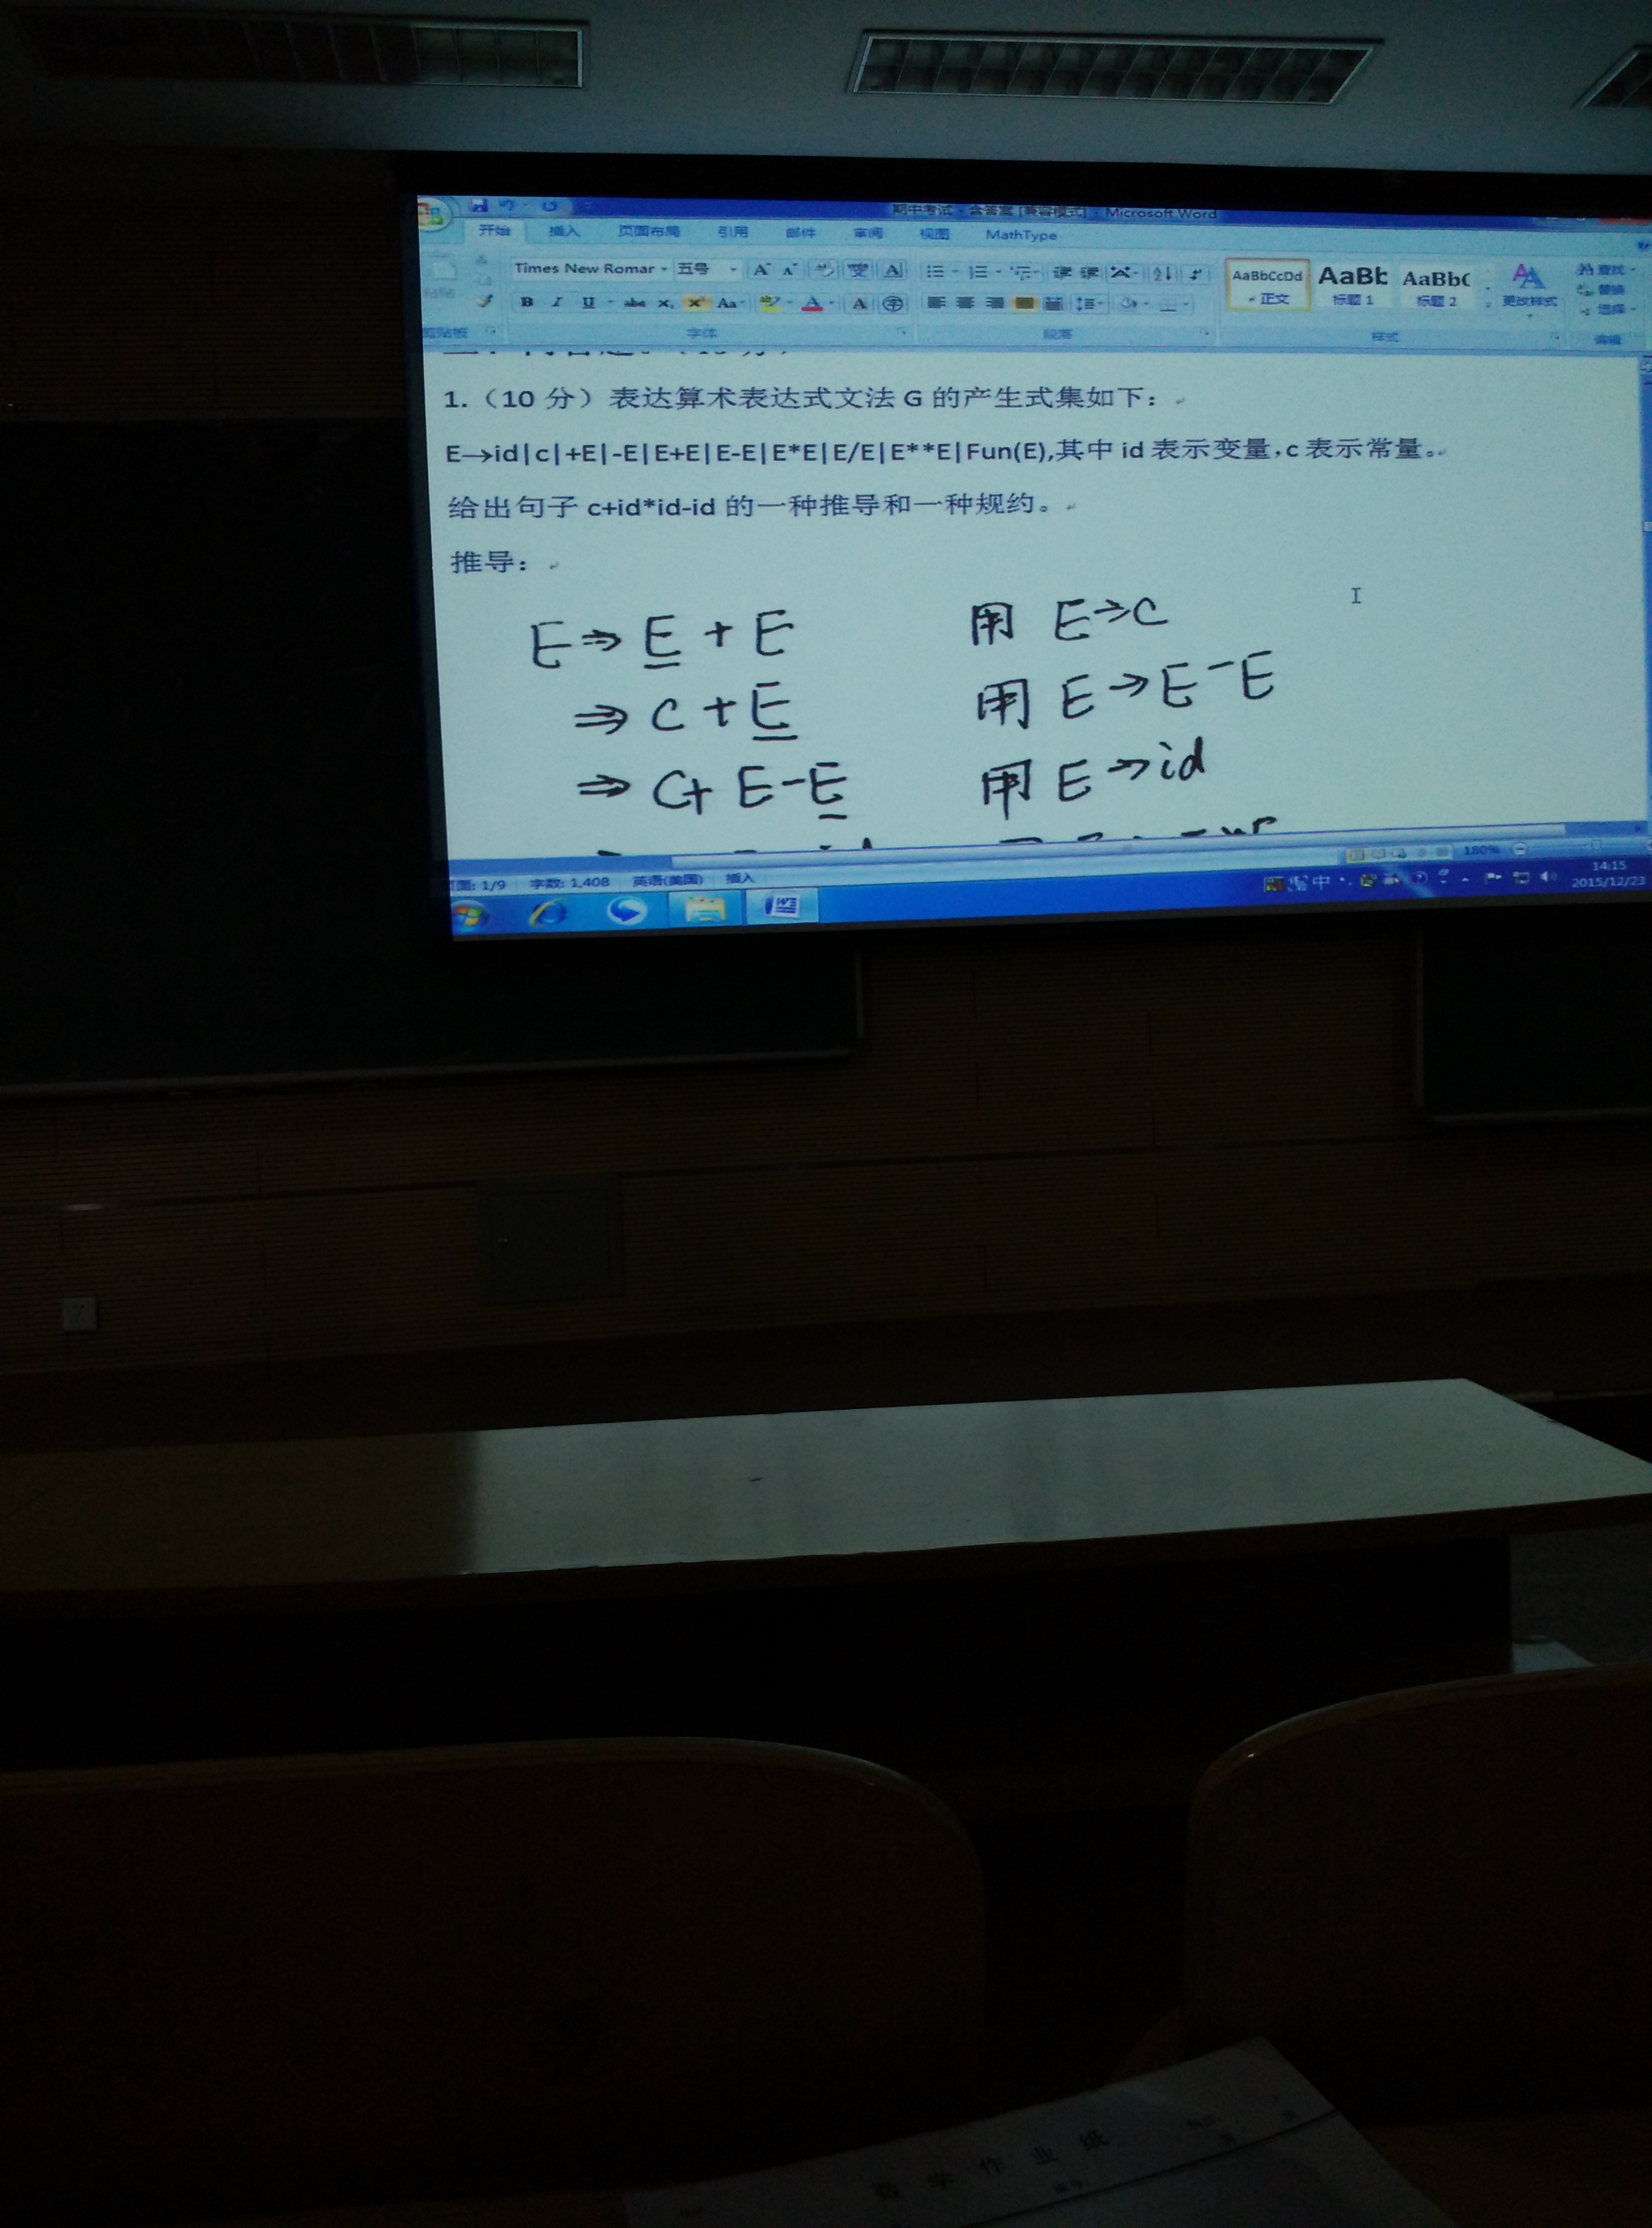 期中考试 - 含答案 [兼容模式] - Microsoft Word
开始 插入 页面布局 引用 邮件 审阅 视图 MathType
Times New Romar 五号
AaBbCcDd AaBb AaBbC
正文 标题 1 标题 2 更改样式
查找
替换
选择
剪贴板 字体 段落 样式 编辑
1.（10 分）表达算术表达式文法 G 的产生式集如下：
E→id|c|+E|-E|E+E|E-E|E*E|E/E|E**E|Fun(E),其中 id 表示变量,c 表示常量。
给出句子 c+id*id-id 的一种推导和一种规约。
推导：
E⇒E + E 用 E→c
⇒ c + E 用 E→E-E
⇒ c+ E-E 用 E→id
页面: 1/9 字数: 1,408 英语(美国) 插入 180%
中 14:15
2015/12/23
数 学 作 业 纸